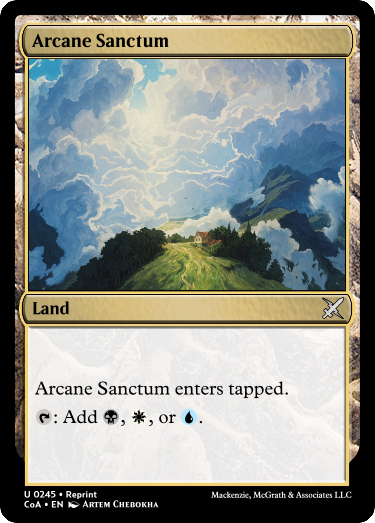 Arcane Sanctum
Land
Arcane Sanctum enters tapped.
: Add , , or .
U 0245 • Reprint
CoA • EN Artem Chebokha
Mackenzie, McGrath & Associates LLC